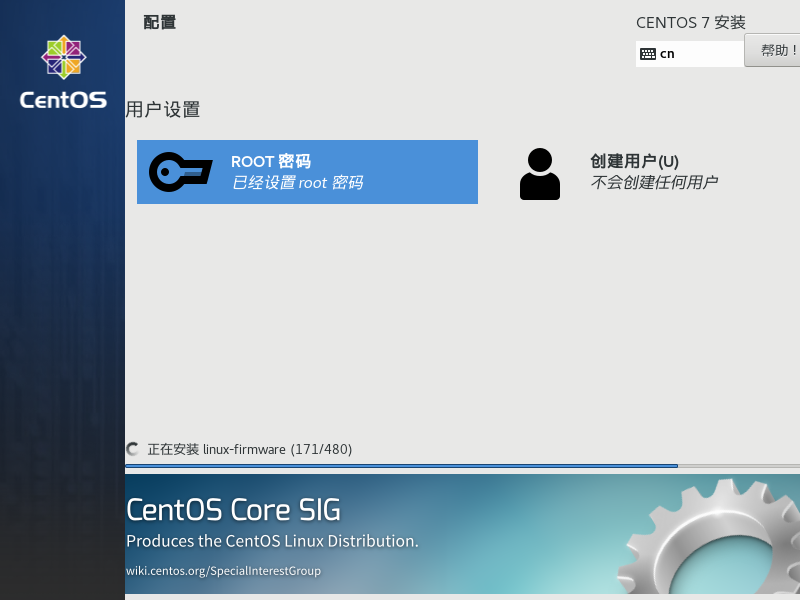 配置
CENTOS 7 安装
cn
帮助!
CentOS
用户设置
ROOT 密码
已经设置 root 密码
创建用户(U)
不会创建任何用户
正在安装 linux-firmware (171/480)
CentOS Core SIG
Produces the CentOS Linux Distribution.
wiki.centos.org/SpecialInterestGroup